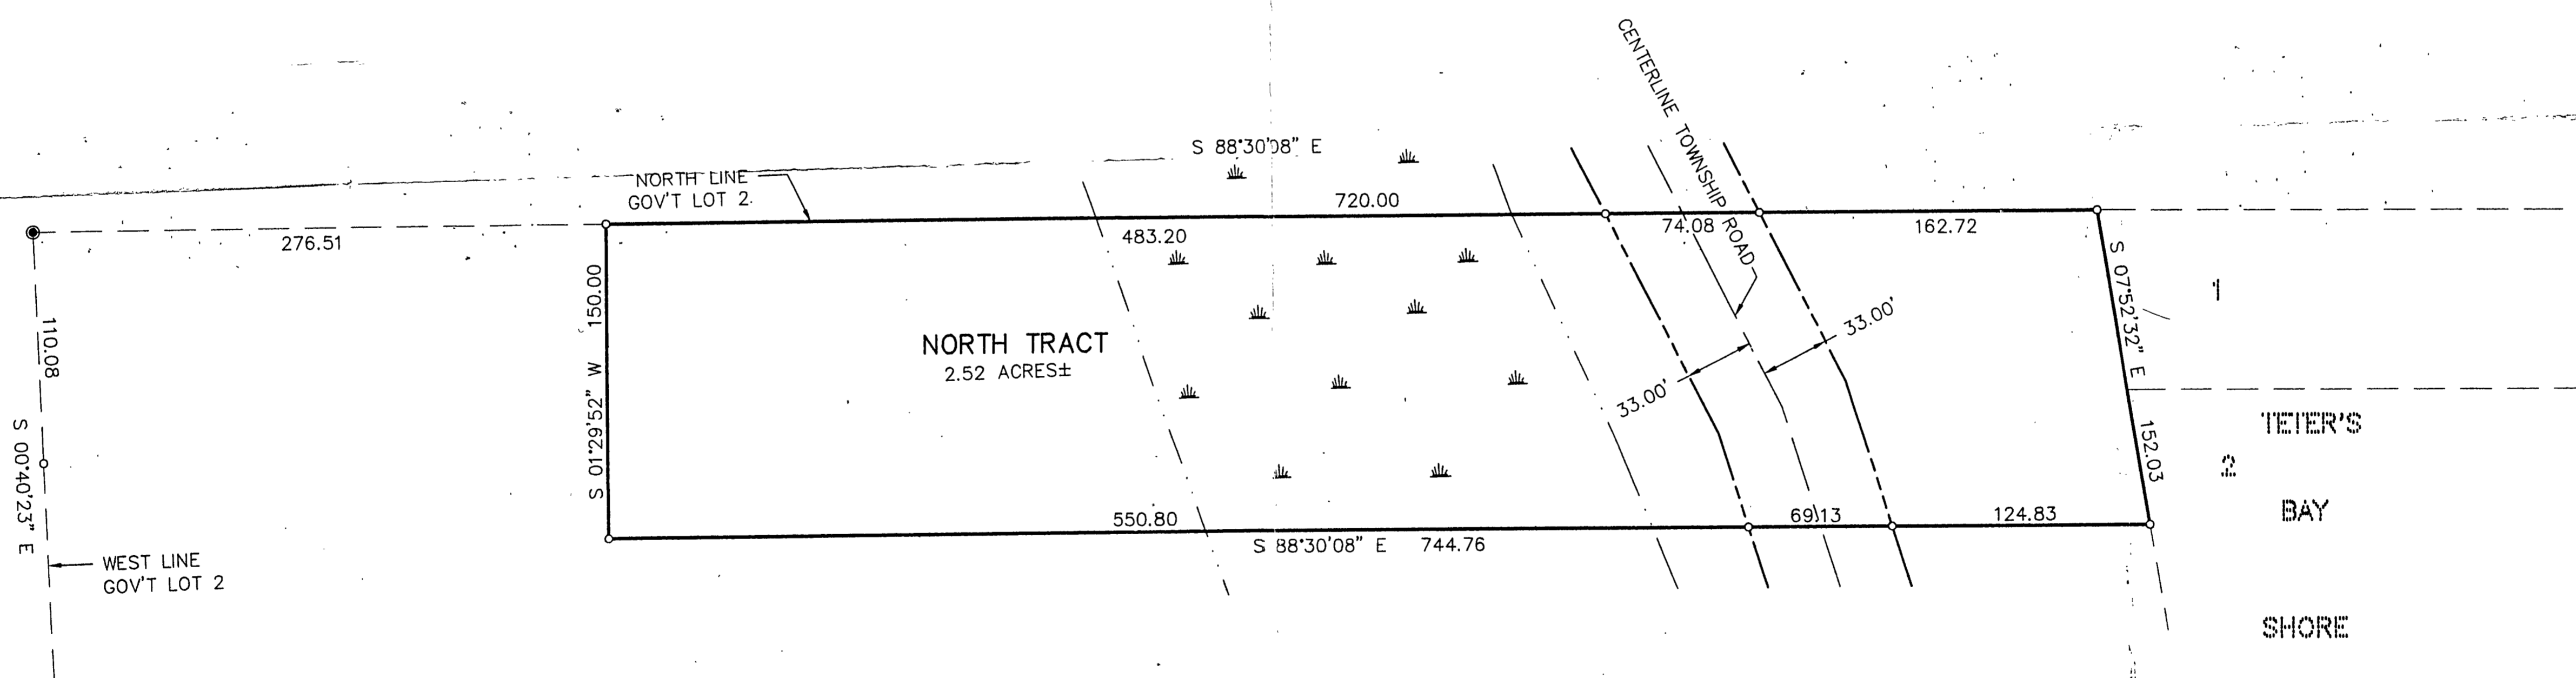 CENTERLINE TOWNSHIP ROAD
S 88°30'08" E
NORTH LINE
GOV'T LOT 2
720.00
276.51
483.20
74.08
162.72
150.00
S 01°29'52" W
110.08
S 00°40'23" E
NORTH TRACT
2.52 ACRES±
33.00'
33.00'
S 07°52'32" E
152.03
1
TETER'S
2
BAY
SHORE
550.80
69.13
124.83
S 88°30'08" E 744.76
WEST LINE
GOV'T LOT 2